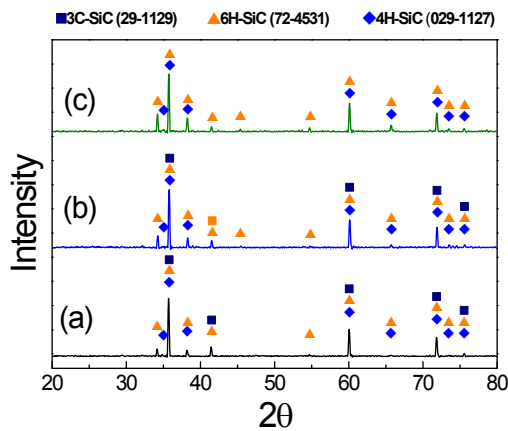 3C-SiC (29-1129) 6H-SiC (72-4531) 4H-SiC (029-1127)
(c)
(b)
(a)
Intensity
20 30 40 50 60 70 80
2θ